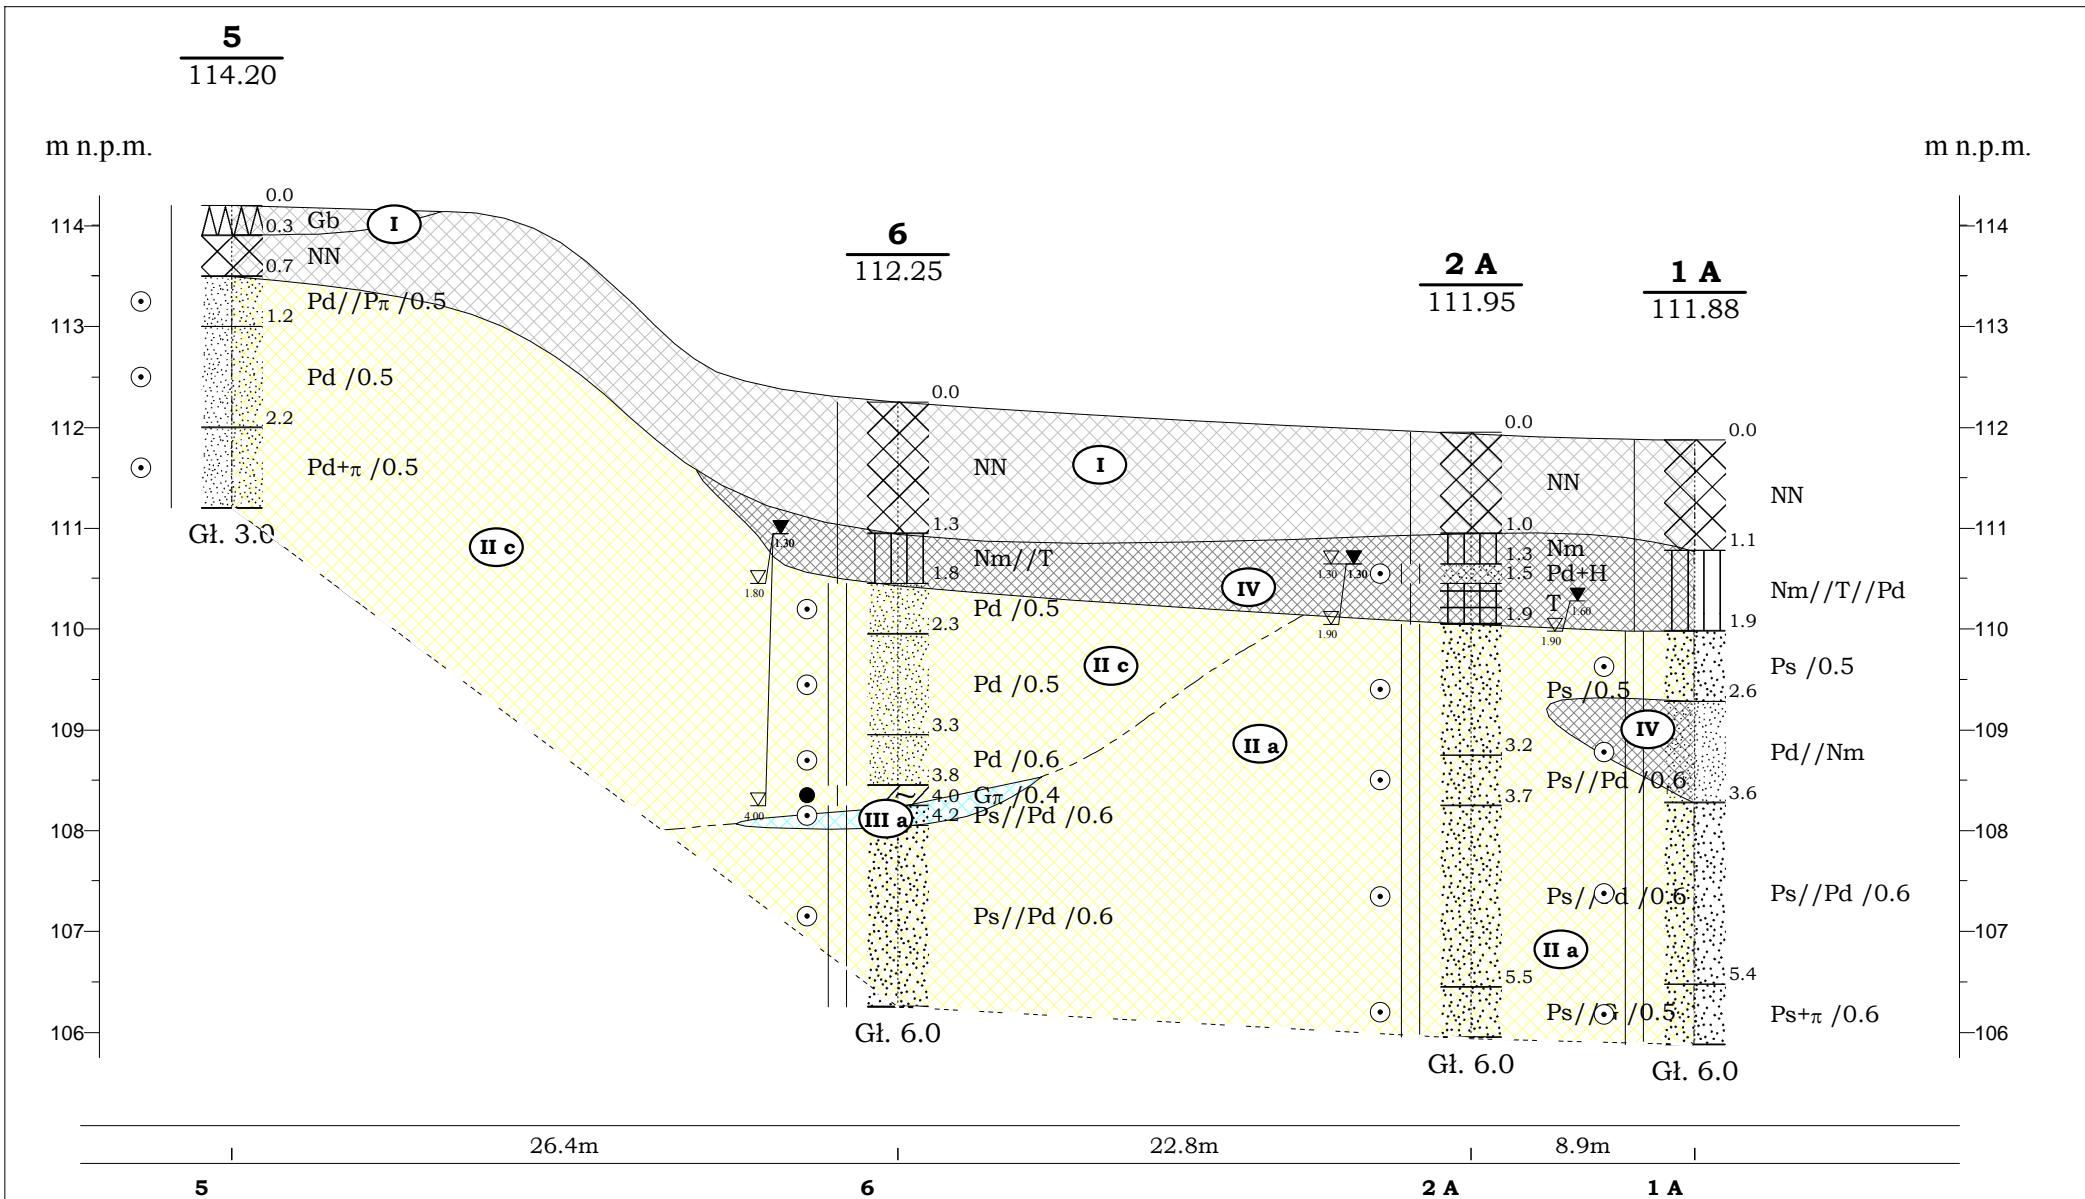 5
114.20
m n.p.m.
m n.p.m.
6
112.25
2 A
111.95
1 A
111.88
114
113
112
111
110
109
108
107
106
0.0
Gb
I
0.3
NN
0.7
Pd//Pπ /0.5
1.2
Pd /0.5
2.2
Pd+π /0.5
Gł. 3.0
II c
0.0
NN
I
1.3
1.30
Nm//T
1.8
1.80
Pd /0.5
2.3
Pd /0.5
II c
3.3
Pd /0.6
3.8
Gπ /0.4
4.0
4.00
III a
4.2
Ps//Pd /0.6
Ps//Pd /0.6
Gł. 6.0
IV
II a
0.0
NN
1.0
Nm
1.3
1.30
1.30
Pd+H
1.5
T
1.9
1.90
Ps /0.5
3.2
Ps//Pd /0.6
3.7
Ps//Pd /0.6
II a
5.5
Ps//G /0.5
Gł. 6.0
0.0
NN
1.1
1.60
Nm//T//Pd
1.9
1.90
Ps /0.5
2.6
IV
Pd//Nm
3.6
Ps//Pd /0.6
5.4
Ps+π /0.6
Gł. 6.0
114
113
112
111
110
109
108
107
106
26.4m
22.8m
8.9m
5
6
2 A
1 A